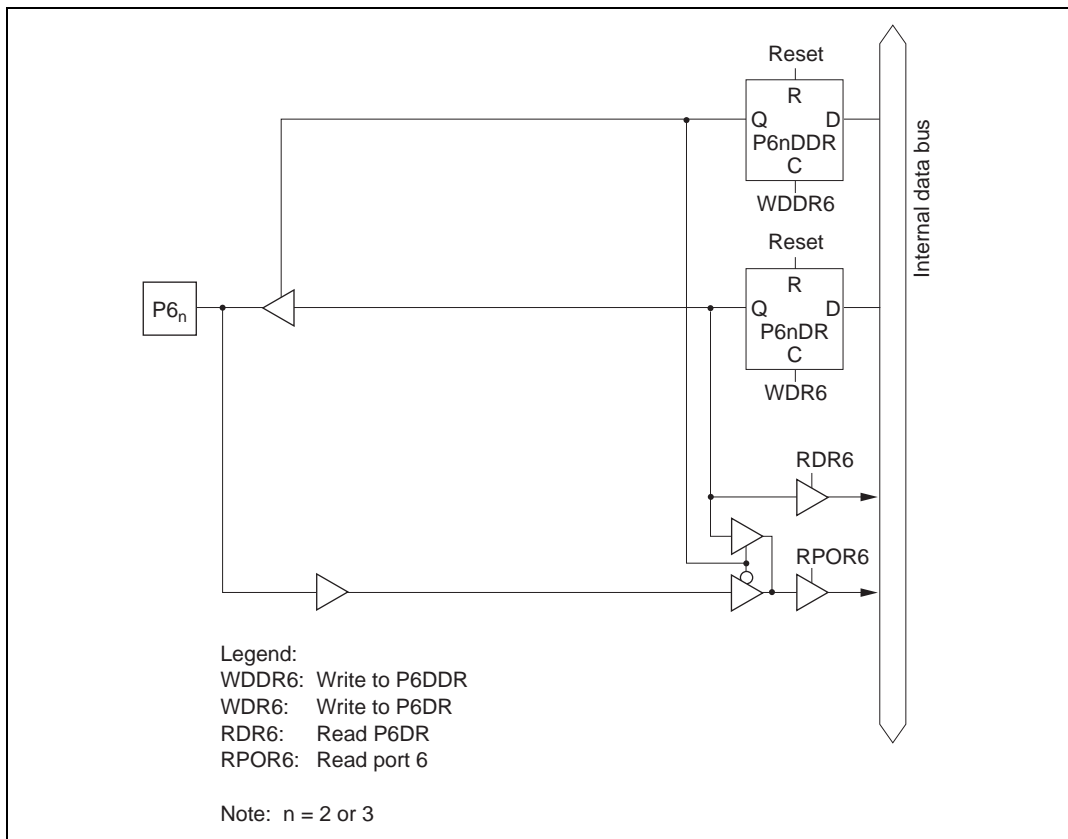 Reset
R
Q D
P6nDDR
C
WDDR6
Internal data bus
Reset
R
P6n
Q D
P6nDR
C
WDR6
RDR6
RPOR6
Legend:
WDDR6: Write to P6DDR
WDR6: Write to P6DR
RDR6: Read P6DR
RPOR6: Read port 6
Note: n = 2 or 3